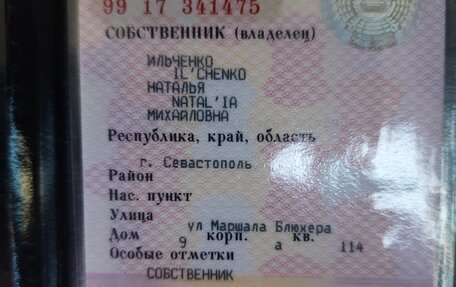 99 17 341475
СОБСТВЕННИК (владелец)
ИЛЬЧЕНКО
IL'CHENKO
НАТАЛЬЯ
NATAL'IA
МИХАЙЛОВНА
Республика, край, область
г. Севастополь
Район
Нас. пункт
Улица
ул Маршала Блюхера
Дом 9 корп. а кв. 114
Особые отметки
СОБСТВЕННИК